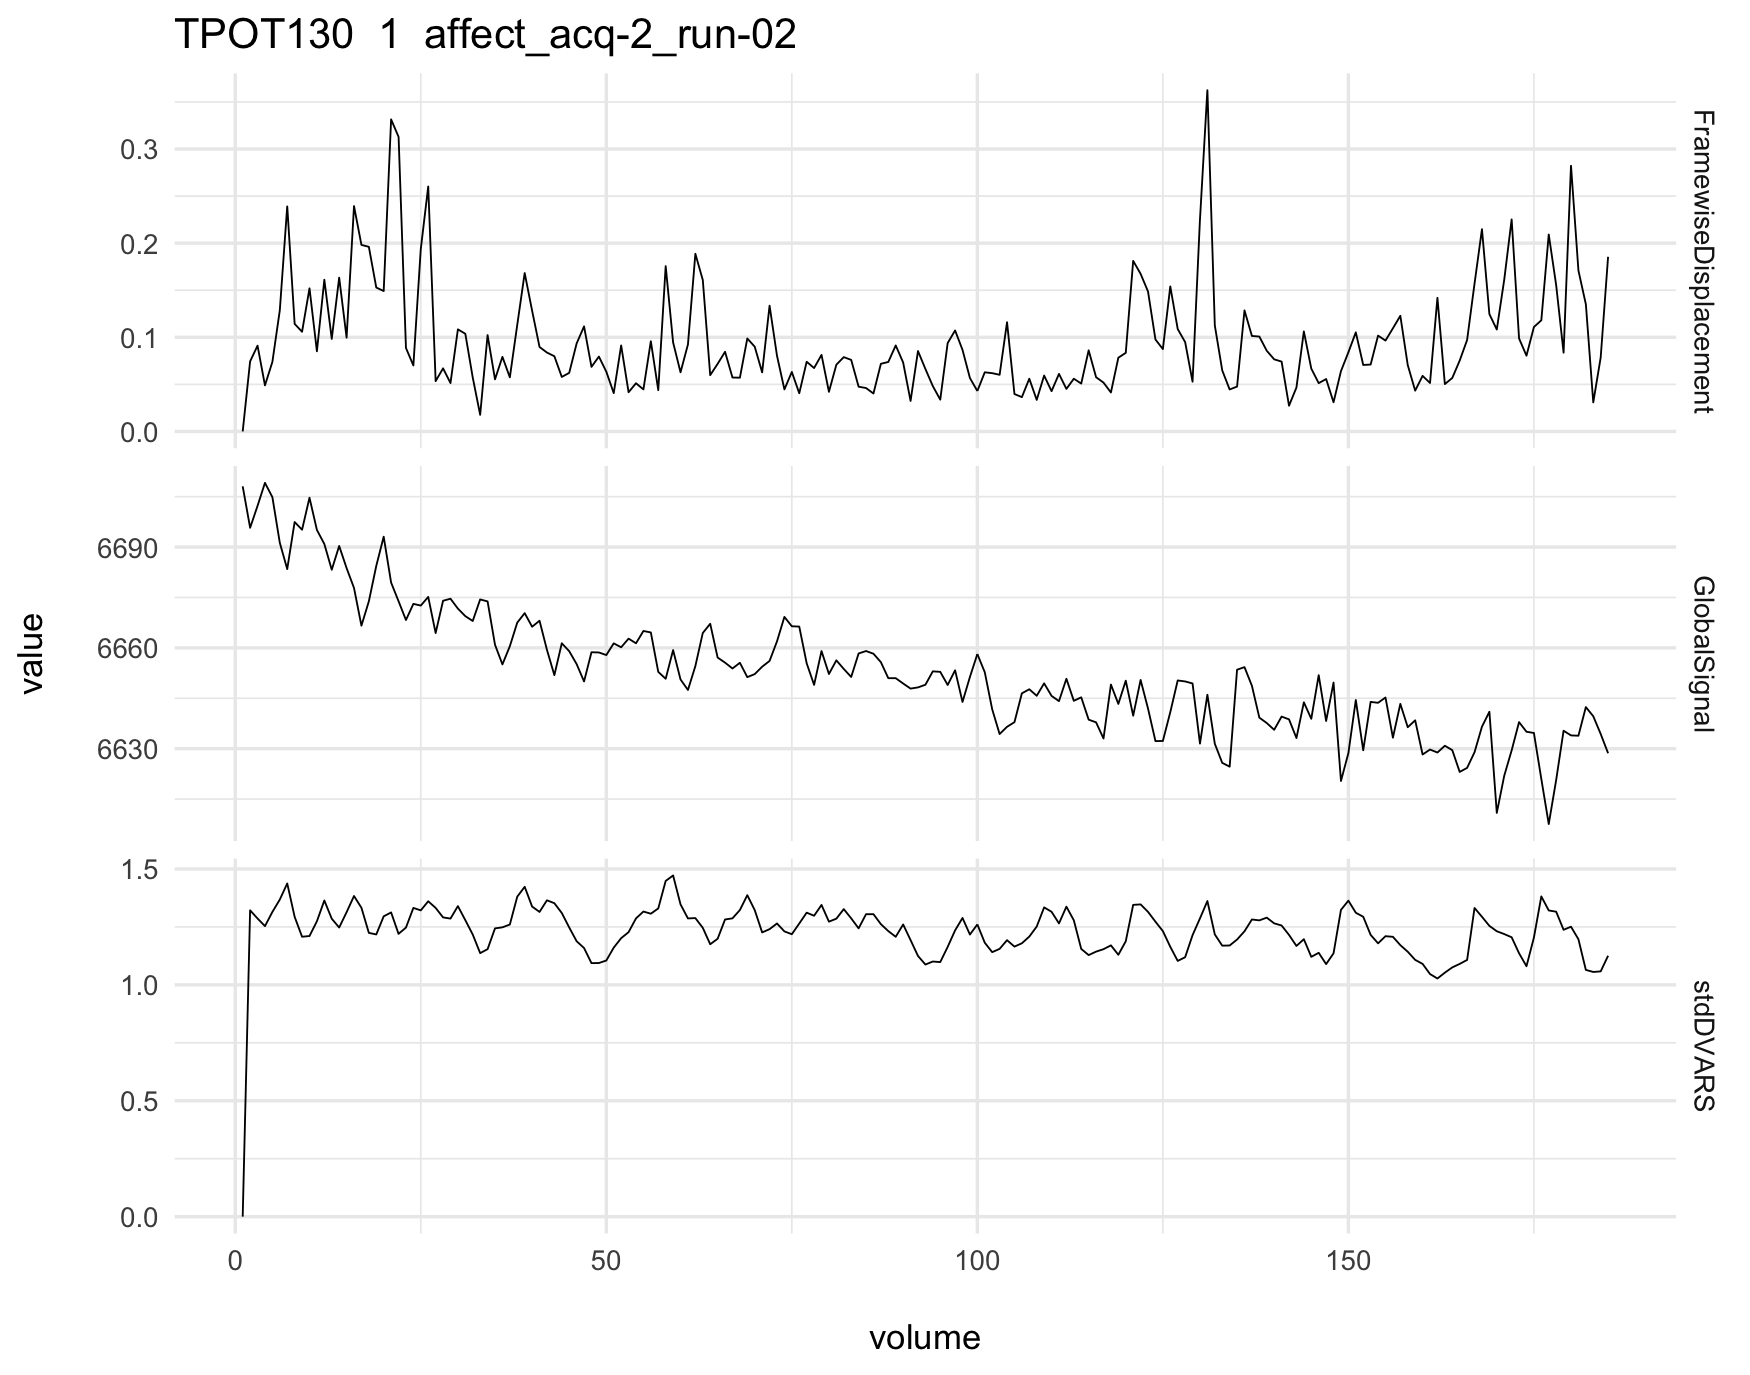 TPOT130 1 affect_acq-2_run-02
0.3
0.2
0.1
0.0
FramewiseDisplacement
6690
6660
6630
GlobalSignal
value
1.5
1.0
0.5
0.0
stdDVARS
0 50 100 150
volume